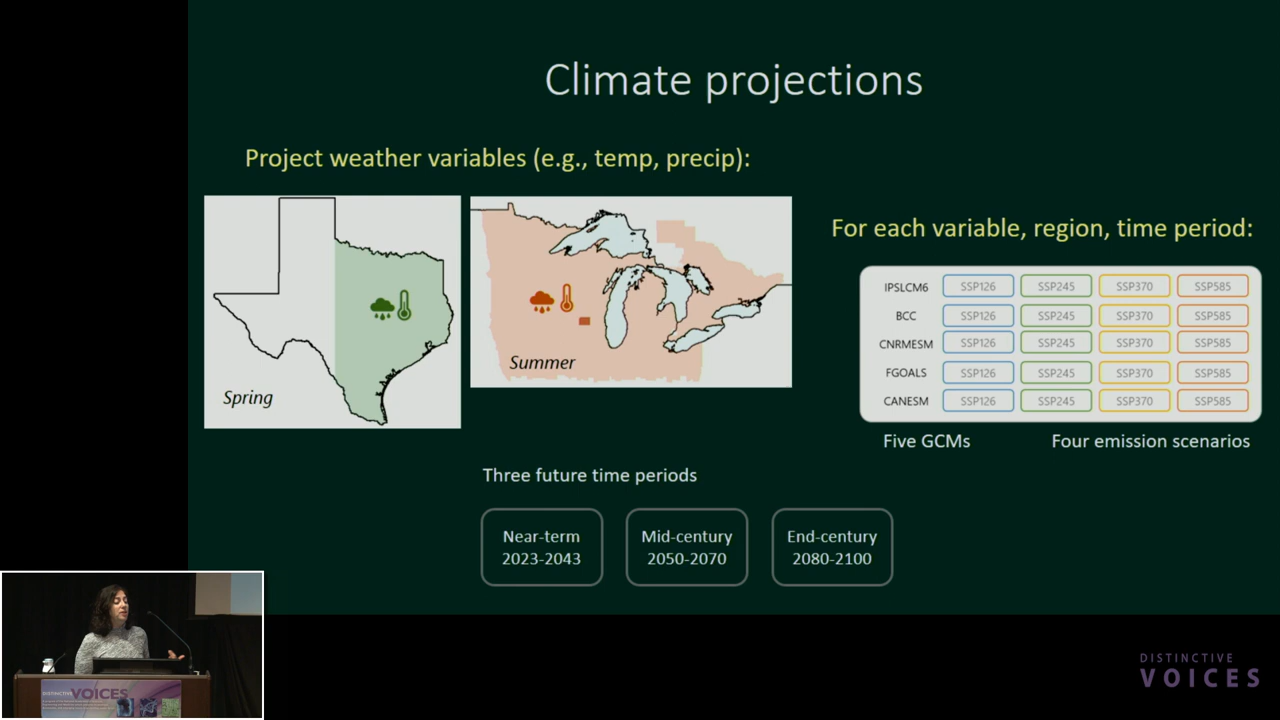 Climate projections
Project weather variables (e.g., temp, precip):
Spring
Summer
For each variable, region, time period:
IPSLCM6 SSP126 SSP245 SSP370 SSP585
BCC SSP126 SSP245 SSP370 SSP585
CNRMESM SSP126 SSP245 SSP370 SSP585
FGOALS SSP126 SSP245 SSP370 SSP585
CANESM SSP126 SSP245 SSP370 SSP585
Five GCMs
Four emission scenarios
Three future time periods
Near-term
2023-2043
Mid-century
2050-2070
End-century
2080-2100
DISTINCTIVE VOICES
DISTINCTIVE
VOICES